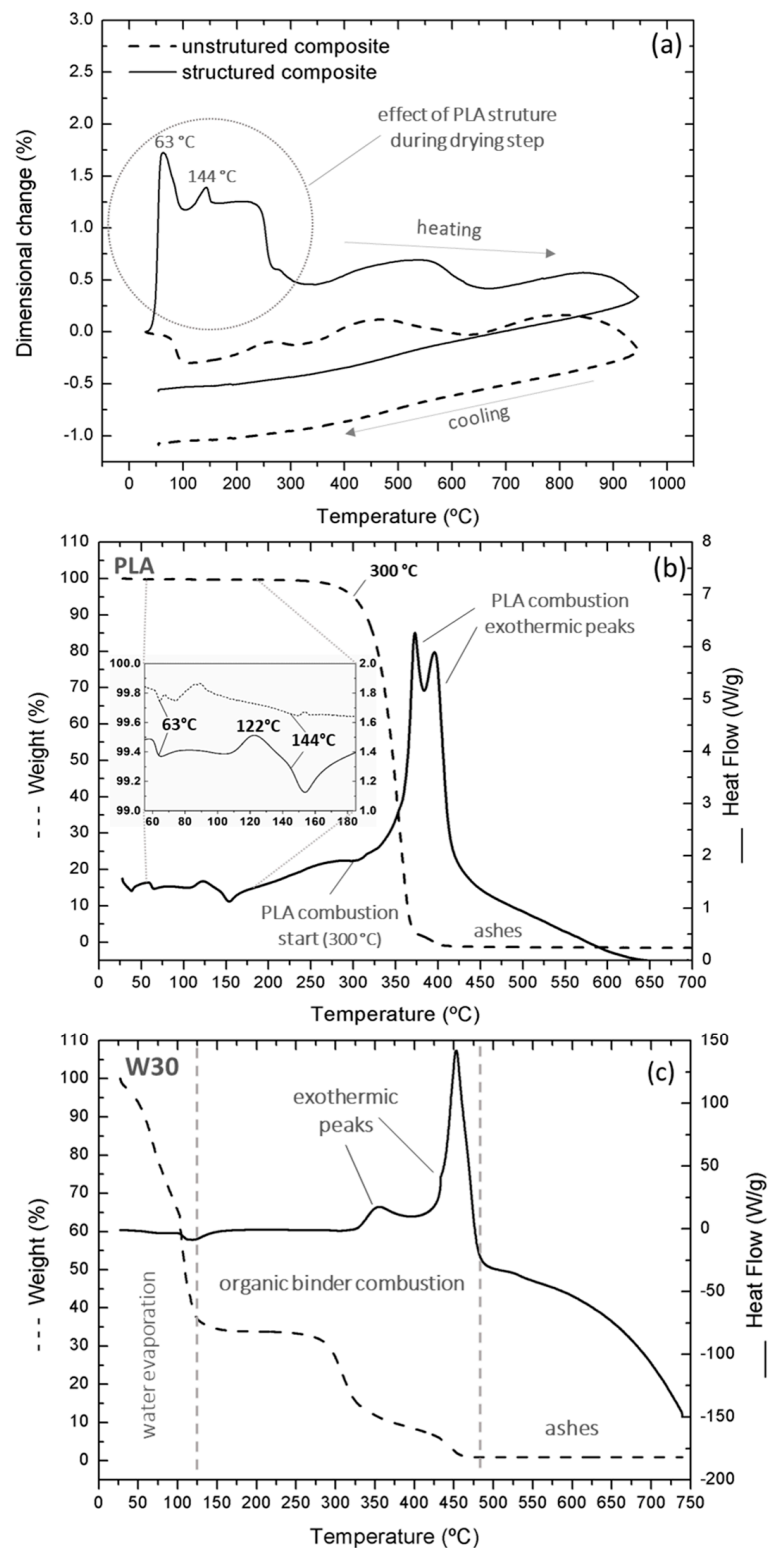 3.0
(a)
unstrutured composite
2.5
structured composite
2.0
effect of PLA struture
during drying step
63 °C
1.5
144 °C
1.0
heating
0.5
0.0
-0.5
cooling
-1.0
Dimensional change (%)
0 100 200 300 400 500 600 700 800 900 1000
Temperature (ºC)
110 100 90 80 70 60 50 40 30 20 10 0
8 7 6 5 4 3 2 1 0
PLA
(b)
300 °C
PLA combustion
exothermic peaks
100.0 99.8 99.6 99.4 99.2 99.0
2.0 1.8 1.6 1.4 1.2 1.0
63°C
122°C
144°C
60 80 100 120 140 160 180
PLA combustion
start (300 °C)
ashes
--- Weight (%)
Heat Flow (W/g)
0 50 100 150 200 250 300 350 400 450 500 550 600 650 700
Temperature (ºC)
110 100 90 80 70 60 50 40 30 20 10 0
150 100 50 0 -50 -100 -150 -200
W30
(c)
exothermic
peaks
water evaporation
organic binder combustion
ashes
--- Weight (%)
Heat Flow (W/g)
0 50 100 150 200 250 300 350 400 450 500 550 600 650 700 750
Temperature (ºC)